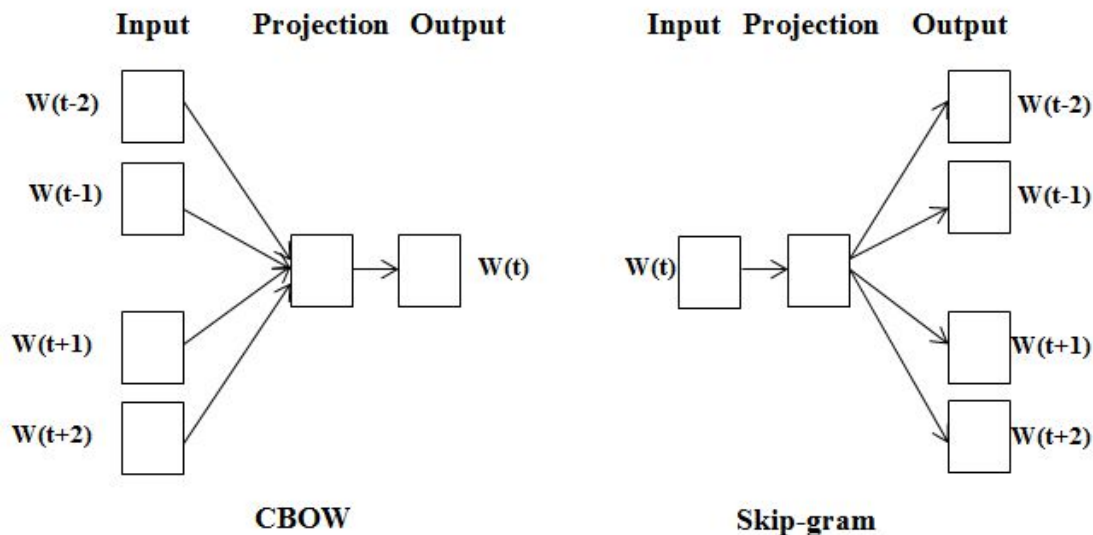 Input Projection Output
W(t-2)
W(t-1)
W(t)
W(t+1)
W(t+2)
CBOW
Input Projection Output
W(t-2)
W(t-1)
W(t)
W(t+1)
W(t+2)
Skip-gram